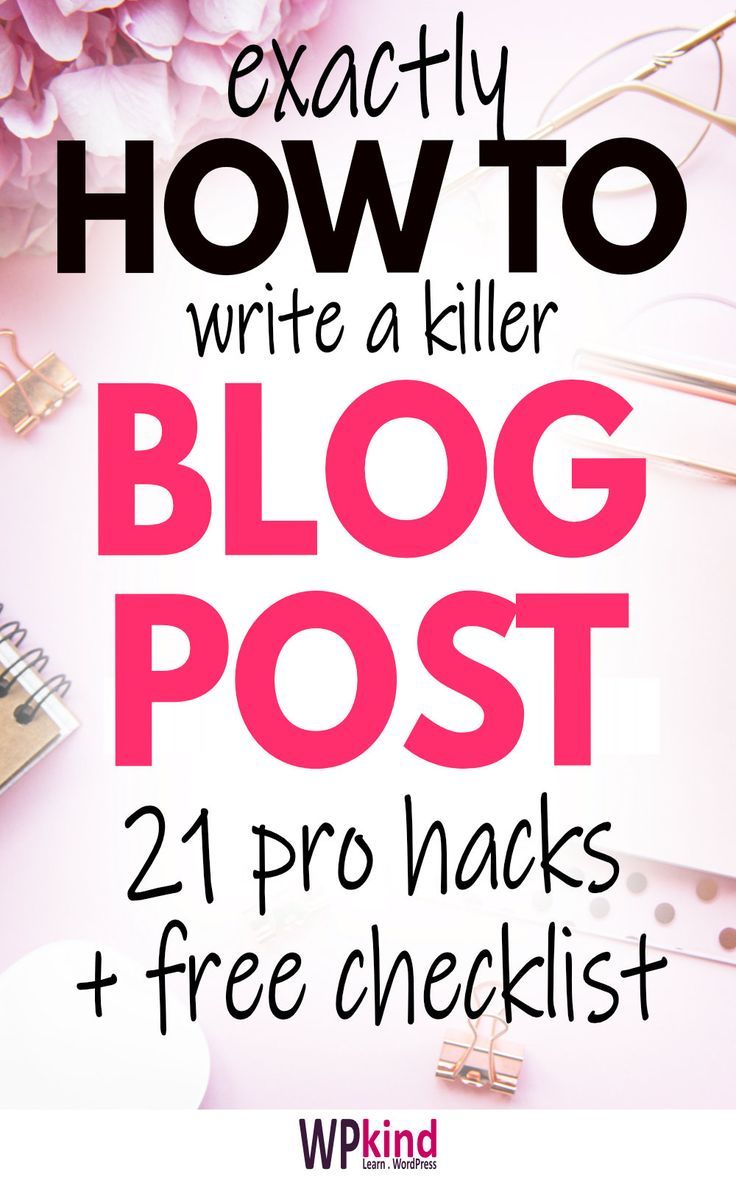 exactly
HOW TO
write a killer
BLOG
POST
21 pro hacks
+ free checklist
WPkind
Learn . WordPress